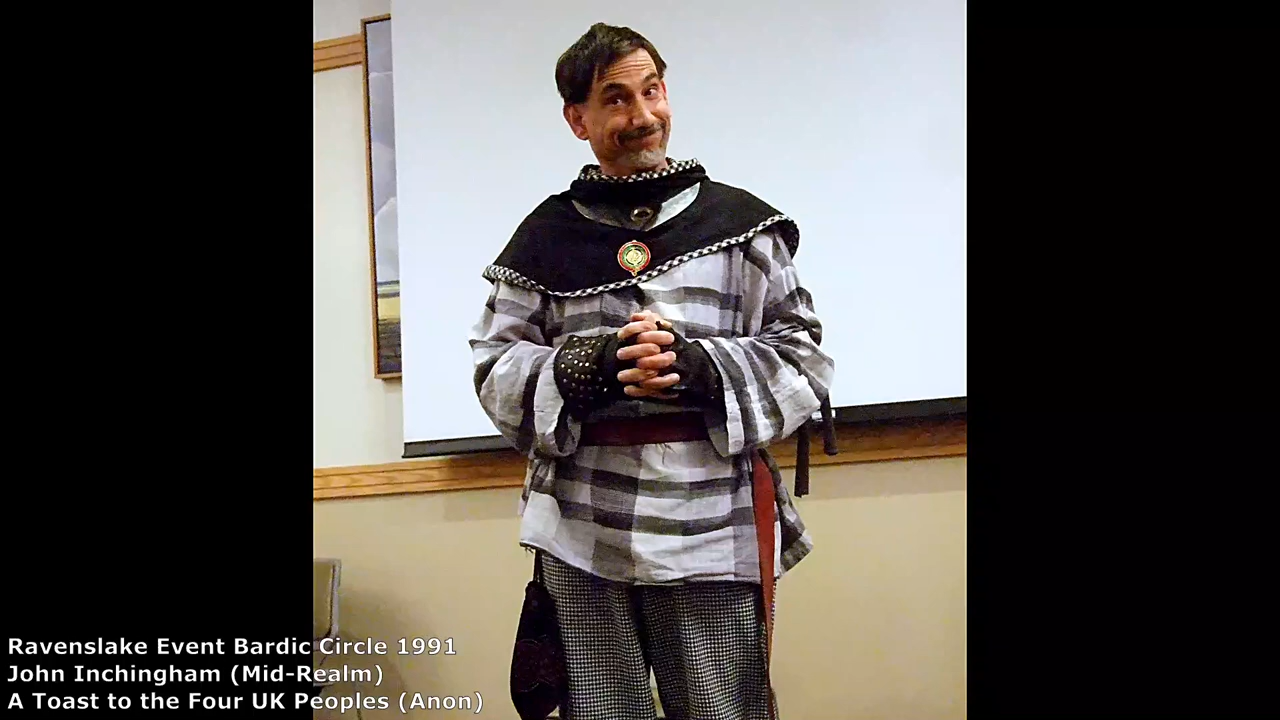 Ravenslake Event Bardic Circle 1991
John Inchingham (Mid-Realm)
A Toast to the Four UK Peoples (Anon)